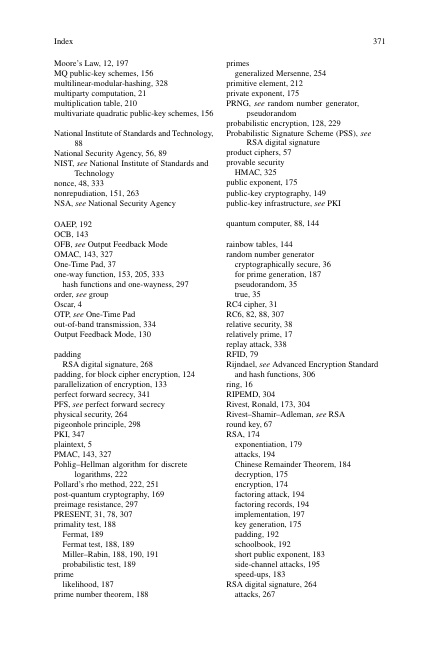 Index
371
Moore's Law, 12, 197
MQ public-key schemes, 156
multilinear-modular-hashing, 328
multiparty computation, 21
multiplication table, 210
multivariate quadratic public-key schemes, 156
National Institute of Standards and Technology,
88
National Security Agency, 56, 89
NIST, see National Institute of Standards and
Technology
nonce, 48, 333
nonrepudiation, 151, 263
NSA, see National Security Agency
OAEP, 192
OCB, 143
OFB, see Output Feedback Mode
OMAC, 143, 327
One-Time Pad, 37
one-way function, 153, 205, 333
hash functions and one-wayness, 297
order, see group
Oscar, 4
OTP, see One-Time Pad
out-of-band transmission, 334
Output Feedback Mode, 130
padding
RSA digital signature, 268
padding, for block cipher encryption, 124
parallelization of encryption, 133
perfect forward secrecy, 341
PFS, see perfect forward secrecy
physical security, 264
pigeonhole principle, 298
PKI, 347
plaintext, 5
PMAC, 143, 327
Pohlig–Hellman algorithm for discrete
logarithms, 222
Pollard's rho method, 222, 251
post-quantum cryptography, 169
preimage resistance, 297
PRESENT, 31, 78, 307
primality test, 188
Fermat, 189
Fermat test, 188, 189
Miller–Rabin, 188, 190, 191
probabilistic test, 189
prime
likelihood, 187
prime number theorem, 188
primes
generalized Mersenne, 254
primitive element, 212
private exponent, 175
PRNG, see random number generator,
pseudorandom
probabilistic encryption, 128, 229
Probabilistic Signature Scheme (PSS), see
RSA digital signature
product ciphers, 57
provable security
HMAC, 325
public exponent, 175
public-key cryptography, 149
public-key infrastructure, see PKI
quantum computer, 88, 144
rainbow tables, 144
random number generator
cryptographically secure, 36
for prime generation, 187
pseudorandom, 35
true, 35
RC4 cipher, 31
RC6, 82, 88, 307
relative security, 38
relatively prime, 17
replay attack, 338
RFID, 79
Rijndael, see Advanced Encryption Standard
and hash functions, 306
ring, 16
RIPEMD, 304
Rivest, Ronald, 173, 304
Rivest–Shamir–Adleman, see RSA
round key, 67
RSA, 174
exponentiation, 179
attacks, 194
Chinese Remainder Theorem, 184
decryption, 175
encryption, 174
factoring attack, 194
factoring records, 194
implementation, 197
key generation, 175
padding, 192
schoolbook, 192
short public exponent, 183
side-channel attacks, 195
speed-ups, 183
RSA digital signature, 264
attacks, 267